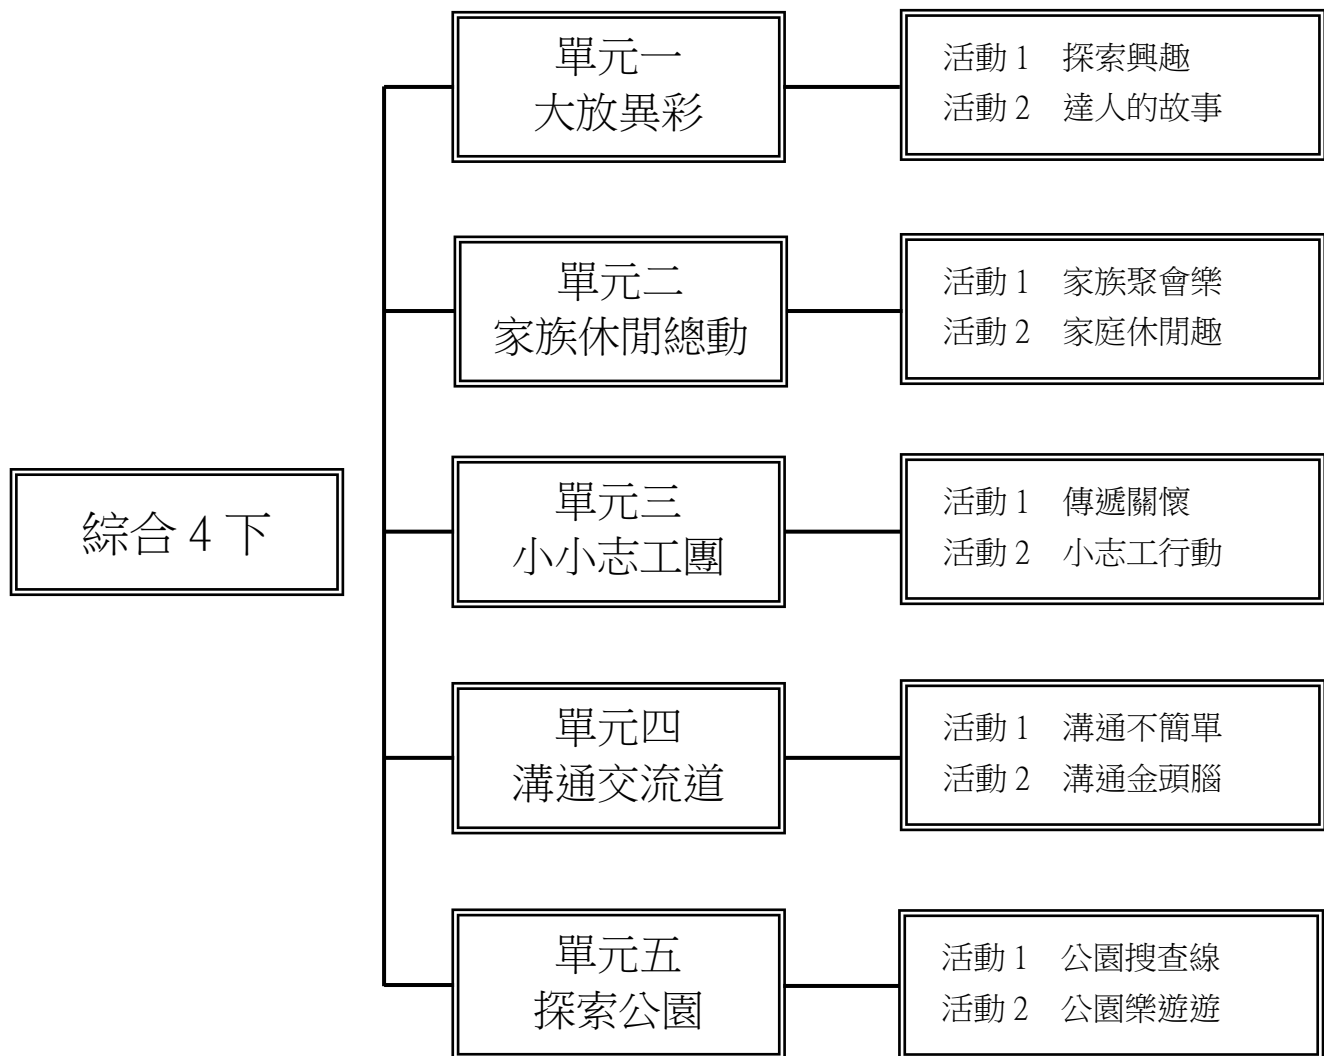 綜合 4 下
單元一
大放異彩
活動 1　探索興趣
活動 2　達人的故事
單元二
家族休閒總動
活動 1　家族聚會樂
活動 2　家庭休閒趣
單元三
小小志工團
活動 1　傳遞關懷
活動 2　小志工行動
單元四
溝通交流道
活動 1　溝通不簡單
活動 2　溝通金頭腦
單元五
探索公園
活動 1　公園搜查線
活動 2　公園樂遊遊